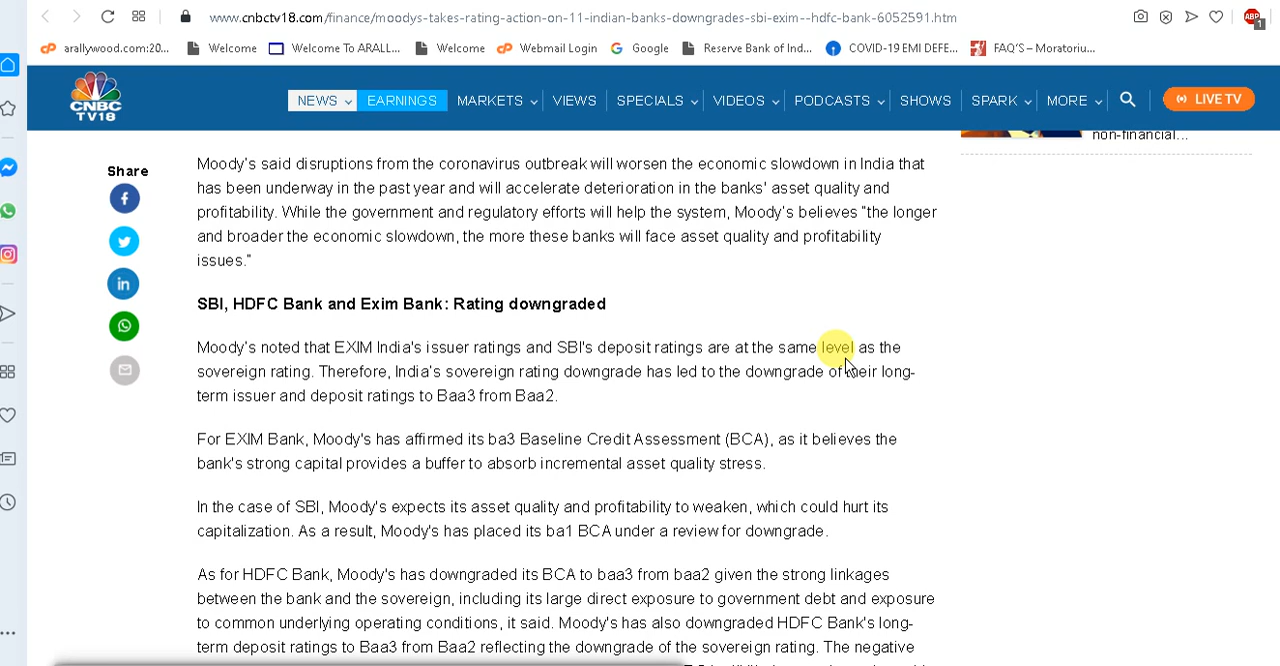 www.cnbctv18.com/finance/moodys-takes-rating-action-on-11-indian-banks-downgrades-sbi-exim--hdfc-bank-6052591.htm
ABP
1
arallywood.com:20...
Welcome
Welcome To ARALL...
Welcome
Webmail Login
Google
Reserve Bank of Ind...
COVID-19 EMI DEFE...
FAQ'S – Moratoriu...
CNBC
TV18
NEWS
EARNINGS
MARKETS
VIEWS
SPECIALS
VIDEOS
PODCASTS
SHOWS
SPARK
MORE
LIVE TV
non-financial...
Share
Moody's said disruptions from the coronavirus outbreak will worsen the economic slowdown in India that
has been underway in the past year and will accelerate deterioration in the banks' asset quality and
profitability. While the government and regulatory efforts will help the system, Moody's believes "the longer
and broader the economic slowdown, the more these banks will face asset quality and profitability
issues."
SBI, HDFC Bank and Exim Bank: Rating downgraded
Moody's noted that EXIM India's issuer ratings and SBI's deposit ratings are at the same level as the
sovereign rating. Therefore, India's sovereign rating downgrade has led to the downgrade of their long-
term issuer and deposit ratings to Baa3 from Baa2.
For EXIM Bank, Moody's has affirmed its ba3 Baseline Credit Assessment (BCA), as it believes the
bank's strong capital provides a buffer to absorb incremental asset quality stress.
In the case of SBI, Moody's expects its asset quality and profitability to weaken, which could hurt its
capitalization. As a result, Moody's has placed its ba1 BCA under a review for downgrade.
As for HDFC Bank, Moody's has downgraded its BCA to baa3 from baa2 given the strong linkages
between the bank and the sovereign, including its large direct exposure to government debt and exposure
to common underlying operating conditions, it said. Moody's has also downgraded HDFC Bank's long-
term deposit ratings to Baa3 from Baa2 reflecting the downgrade of the sovereign rating. The negative